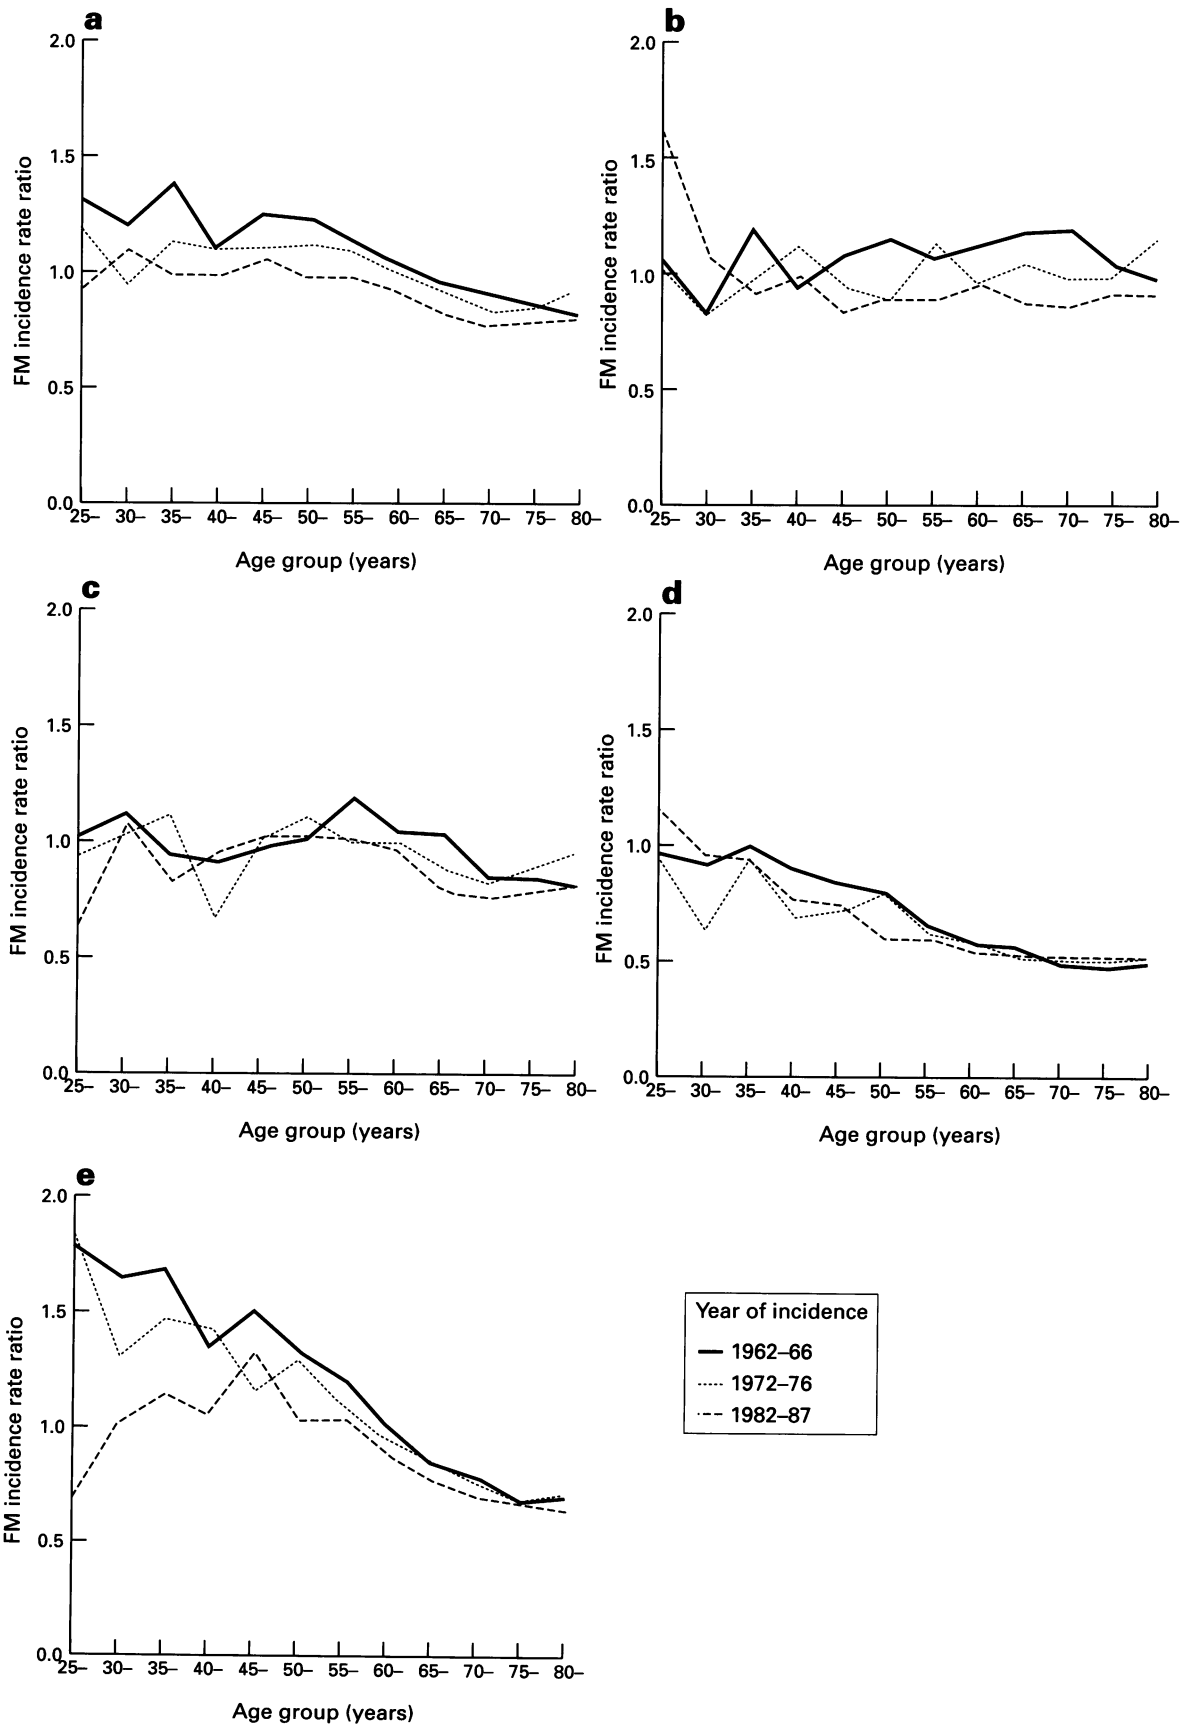 a
2.0
1.5
1.0
0.5
0.0
FM incidence rate ratio
25– 30– 35– 40– 45– 50– 55– 60– 65– 70– 75– 80–
Age group (years)
b
2.0
1.5
1.0
0.5
0.0
FM incidence rate ratio
25– 30– 35– 40– 45– 50– 55– 60– 65– 70– 75– 80–
Age group (years)
c
2.0
1.5
1.0
0.5
0.0
FM incidence rate ratio
25– 30– 35– 40– 45– 50– 55– 60– 65– 70– 75– 80–
Age group (years)
d
2.0
1.5
1.0
0.5
0.0
FM incidence rate ratio
25– 30– 35– 40– 45– 50– 55– 60– 65– 70– 75– 80–
Age group (years)
e
2.0
1.5
1.0
0.5
0.0
FM incidence rate ratio
25– 30– 35– 40– 45– 50– 55– 60– 65– 70– 75– 80–
Age group (years)
Year of incidence
1962–66
1972–76
1982–87